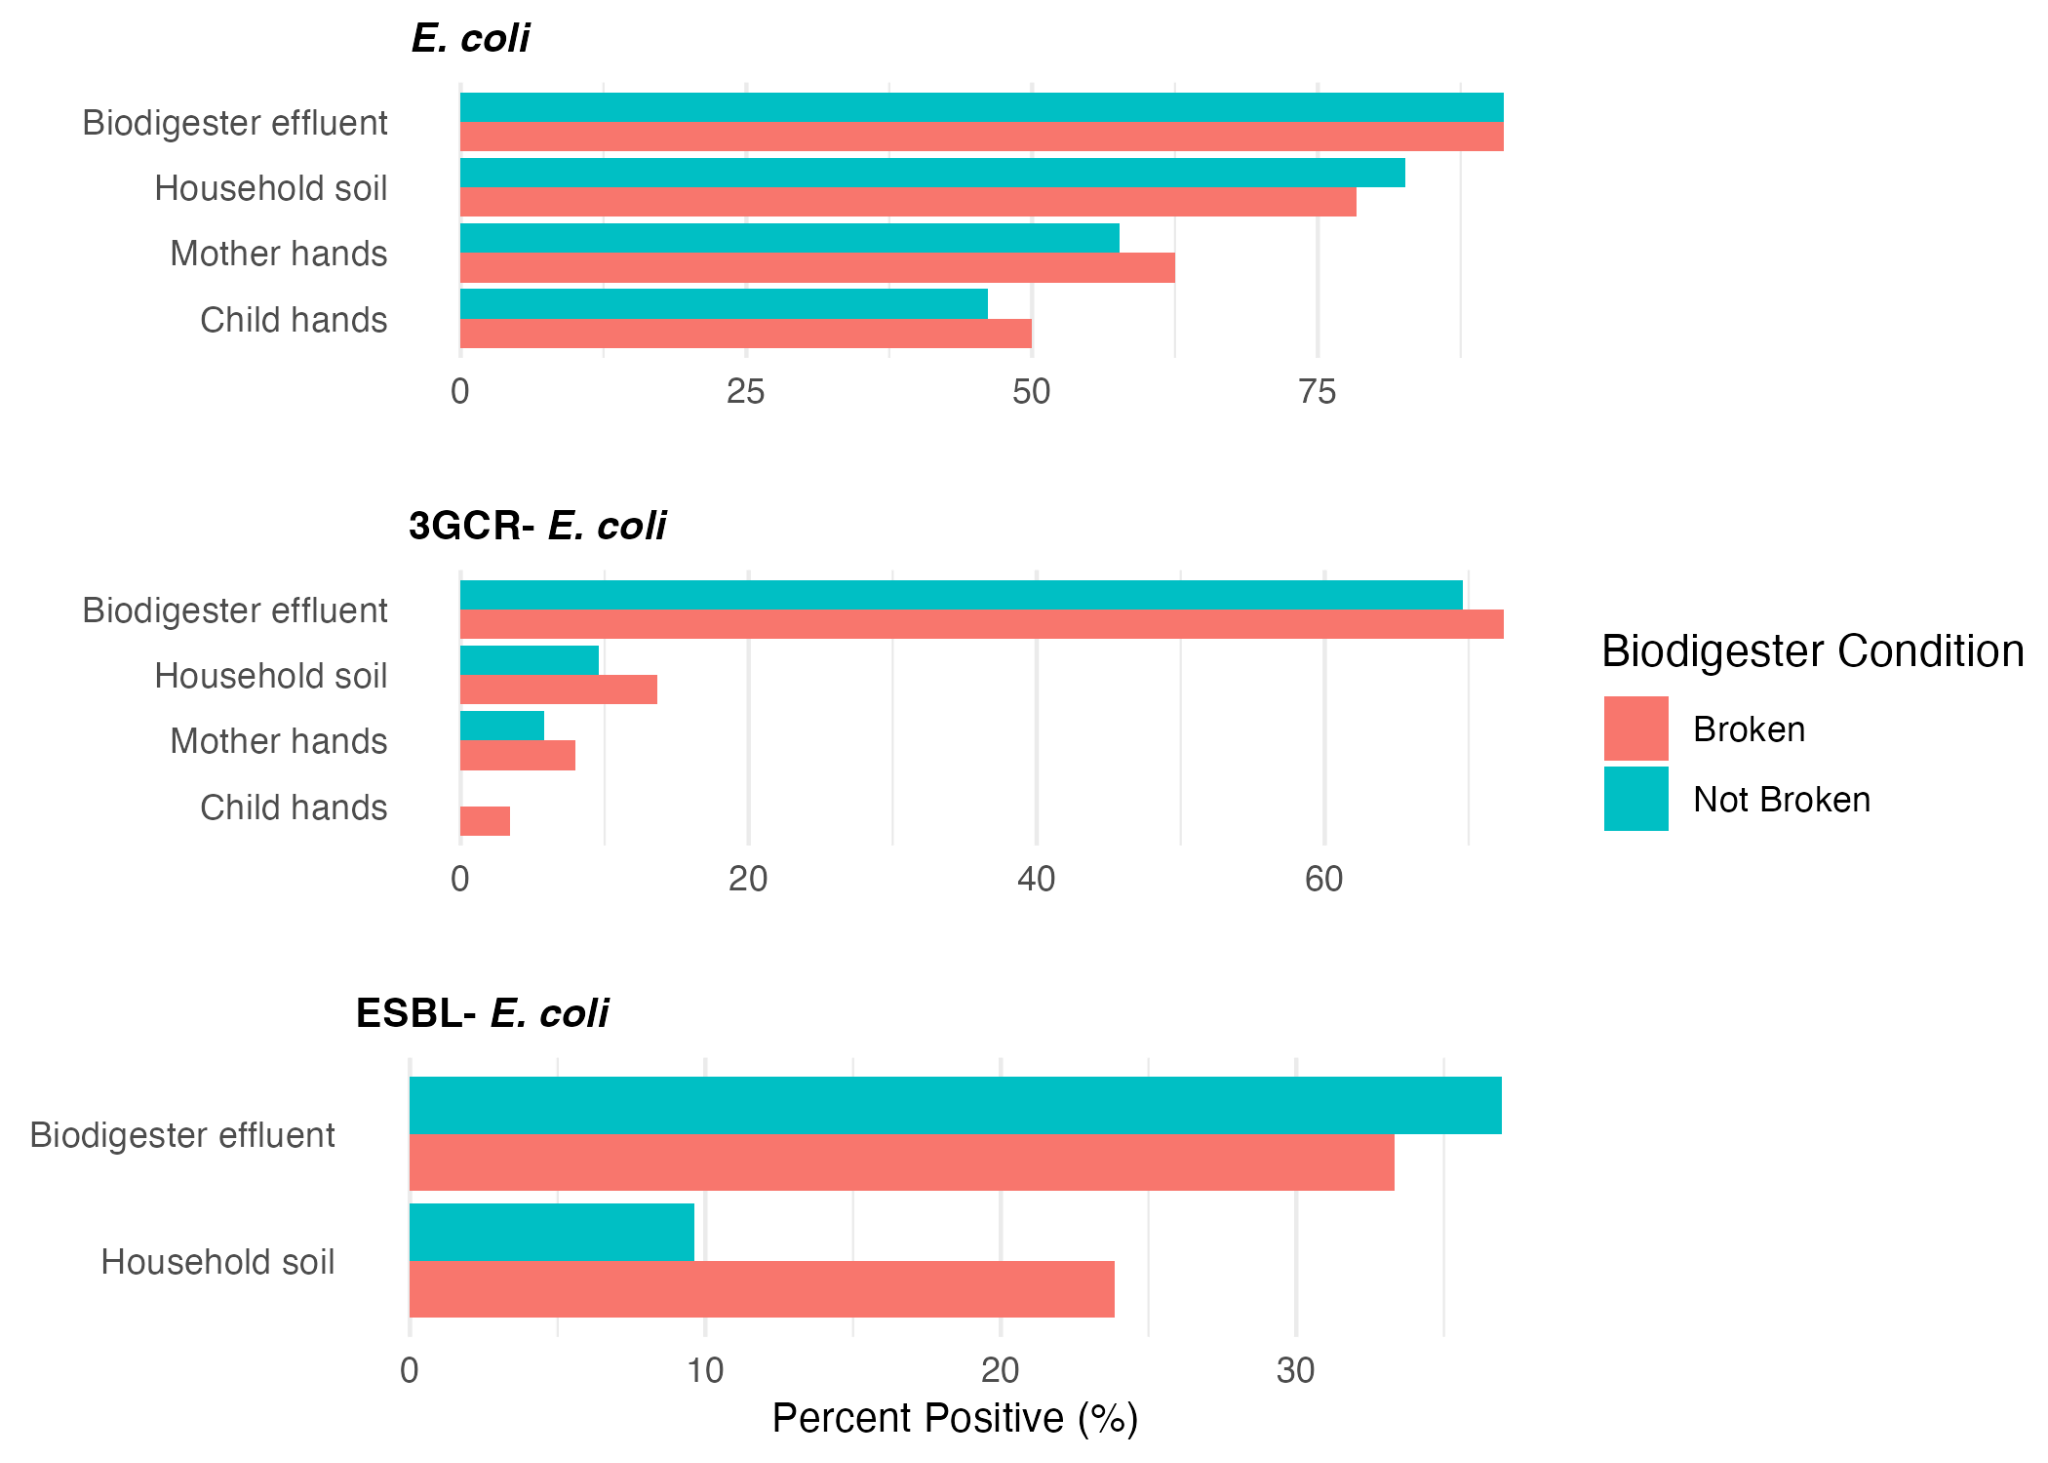 E. coli
Biodigester effluent
Household soil
Mother hands
Child hands
0 25 50 75
3GCR- E. coli
Biodigester effluent
Household soil
Mother hands
Child hands
0 20 40 60
Biodigester Condition
Broken
Not Broken
ESBL- E. coli
Biodigester effluent
Household soil
0 10 20 30
Percent Positive (%)